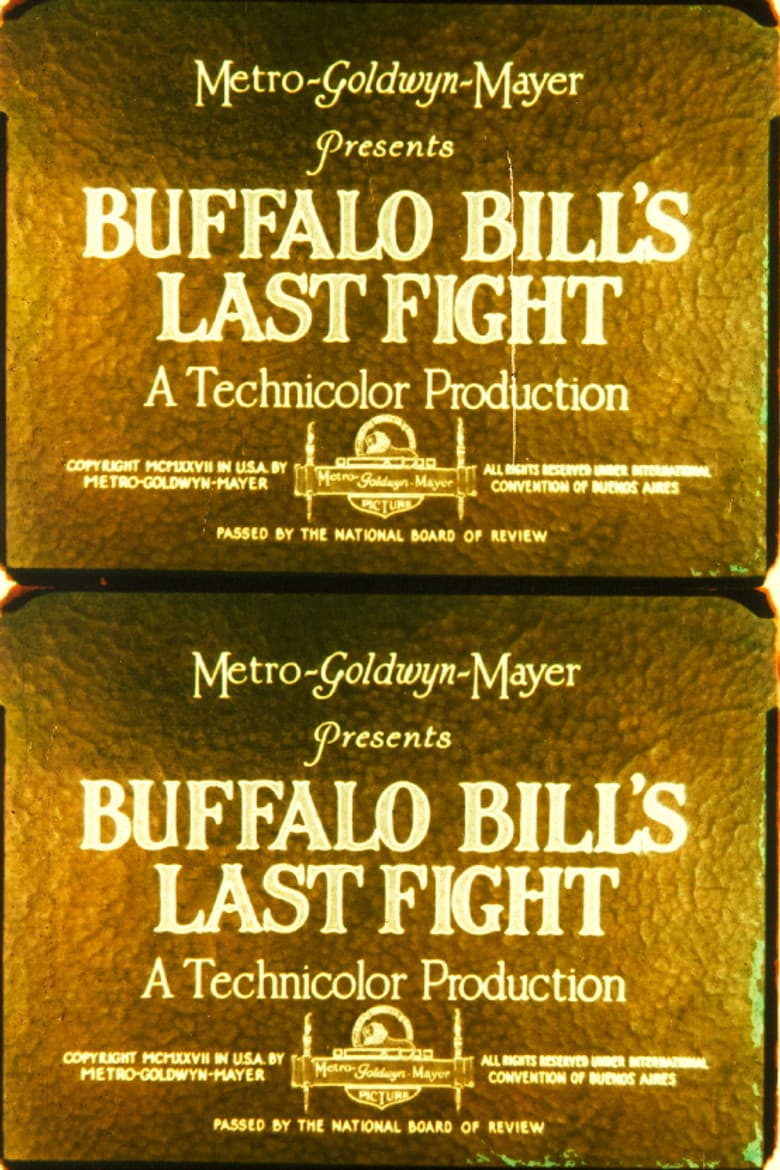 Metro-Goldwyn-Mayer
Presents
BUFFALO BILL'S
LAST FIGHT
A Technicolor Production
COPYRIGHT MCMXXVII IN U.S.A. BY
METRO-GOLDWYN-MAYER
Metro-Goldwyn-Mayer
PICTURE
ALL RIGHTS RESERVED UNDER INTERNATIONAL
CONVENTION OF BUENOS AIRES
PASSED BY THE NATIONAL BOARD OF REVIEW
Metro-Goldwyn-Mayer
Presents
BUFFALO BILL'S
LAST FIGHT
A Technicolor Production
COPYRIGHT MCMXXVII IN U.S.A. BY
METRO-GOLDWYN-MAYER
Metro-Goldwyn-Mayer
PICTURE
ALL RIGHTS RESERVED UNDER INTERNATIONAL
CONVENTION OF BUENOS AIRES
PASSED BY THE NATIONAL BOARD OF REVIEW